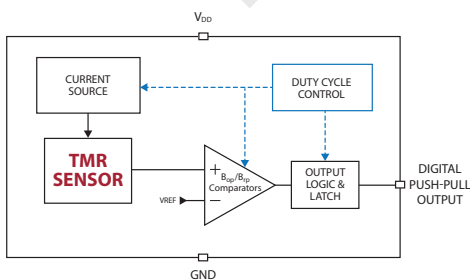 VDD
CURRENT
SOURCE
DUTY CYCLE
CONTROL
TMR
SENSOR
+
Bop/Brp
Comparators
VREF
−
OUTPUT
LOGIC &
LATCH
DIGITAL
PUSH-PULL
OUTPUT
GND